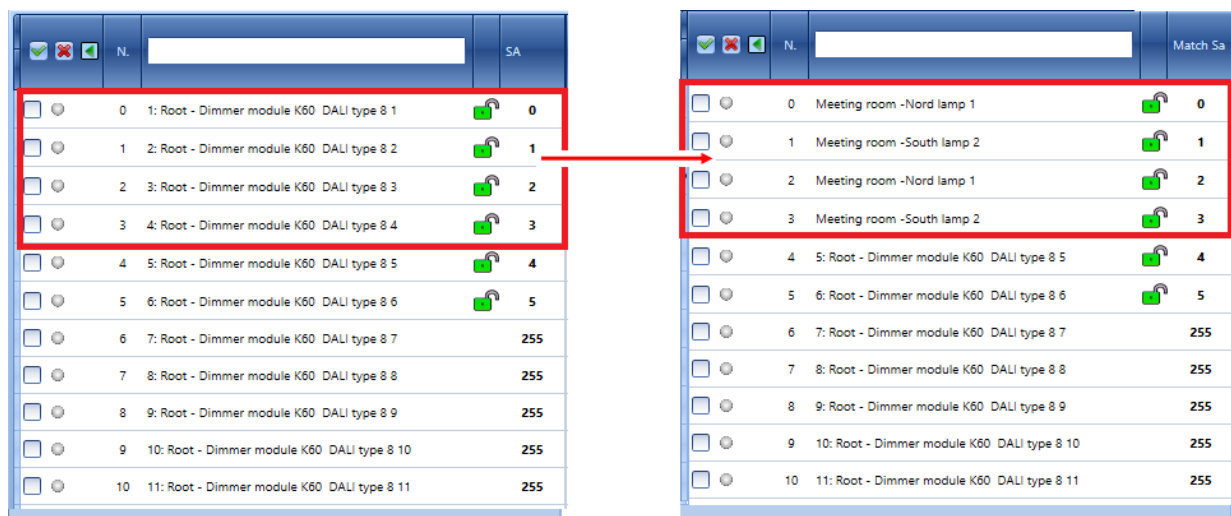 N. SA
0 1: Root - Dimmer module K60 DALI type 8 1 0
1 2: Root - Dimmer module K60 DALI type 8 2 1
2 3: Root - Dimmer module K60 DALI type 8 3 2
3 4: Root - Dimmer module K60 DALI type 8 4 3
4 5: Root - Dimmer module K60 DALI type 8 5 4
5 6: Root - Dimmer module K60 DALI type 8 6 5
6 7: Root - Dimmer module K60 DALI type 8 7 255
7 8: Root - Dimmer module K60 DALI type 8 8 255
8 9: Root - Dimmer module K60 DALI type 8 9 255
9 10: Root - Dimmer module K60 DALI type 8 10 255
10 11: Root - Dimmer module K60 DALI type 8 11 255
N. Match Sa
0 Meeting room -Nord lamp 1 0
1 Meeting room -South lamp 2 1
2 Meeting room -Nord lamp 1 2
3 Meeting room -South lamp 2 3
4 5: Root - Dimmer module K60 DALI type 8 5 4
5 6: Root - Dimmer module K60 DALI type 8 6 5
6 7: Root - Dimmer module K60 DALI type 8 7 255
7 8: Root - Dimmer module K60 DALI type 8 8 255
8 9: Root - Dimmer module K60 DALI type 8 9 255
9 10: Root - Dimmer module K60 DALI type 8 10 255
10 11: Root - Dimmer module K60 DALI type 8 11 255